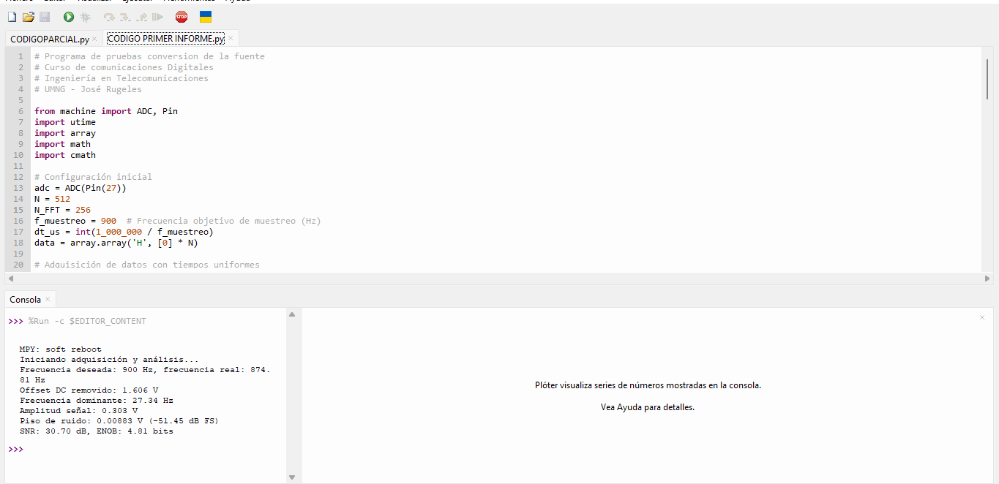 Fichero Editar Visualizar Ejecutar Herramientas Ayuda
STOP
CODIGOPARCIAL.py × CODIGO PRIMER INFORME.py ×
1 # Programa de pruebas conversion de la fuente
2 # Curso de comunicaciones Digitales
3 # Ingeniería en Telecomunicaciones
4 # UMNG - José Rugeles
5
6 from machine import ADC, Pin
7 import utime
8 import array
9 import math
10 import cmath
11
12 # Configuración inicial
13 adc = ADC(Pin(27))
14 N = 512
15 N_FFT = 256
16 f_muestreo = 900  # Frecuencia objetivo de muestreo (Hz)
17 dt_us = int(1_000_000 / f_muestreo)
18 data = array.array('H', [0] * N)
19
20 # Adquisición de datos con tiempos uniformes
Consola ×
>>> %Run -c $EDITOR_CONTENT
MPY: soft reboot
Iniciando adquisición y análisis...
Frecuencia deseada: 900 Hz, frecuencia real: 874.
81 Hz
Offset DC removido: 1.606 V
Frecuencia dominante: 27.34 Hz
Amplitud señal: 0.303 V
Piso de ruido: 0.00883 V (-51.45 dB FS)
SNR: 30.70 dB, ENOB: 4.81 bits
>>>
×
Plóter visualiza series de números mostradas en la consola.
Vea Ayuda para detalles.